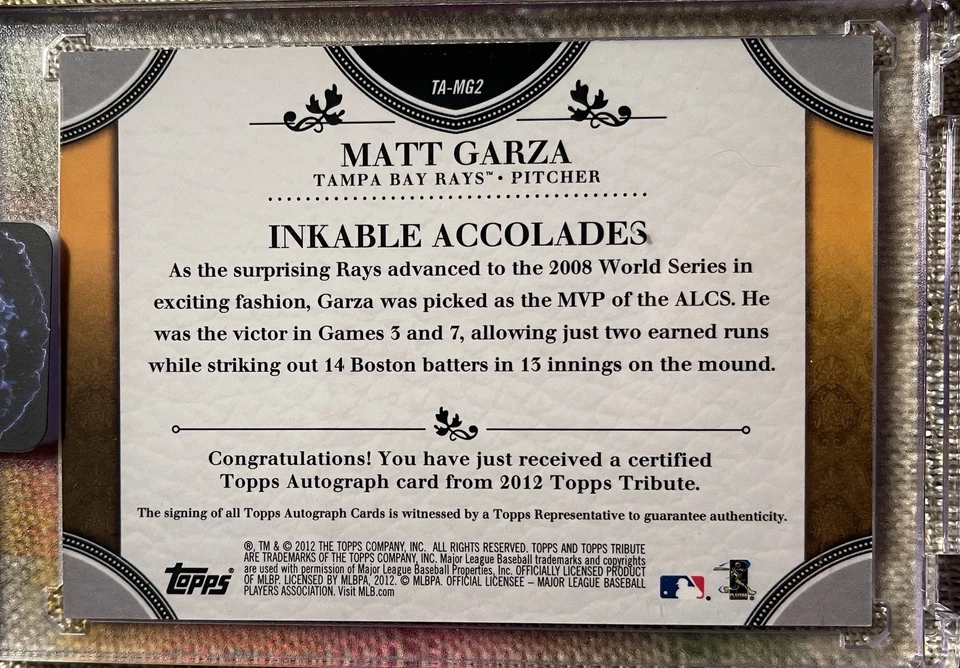 TA-MG2
MATT GARZA
TAMPA BAY RAYS™ • PITCHER
INKABLE ACCOLADES
As the surprising Rays advanced to the 2008 World Series in
exciting fashion, Garza was picked as the MVP of the ALCS. He
was the victor in Games 3 and 7, allowing just two earned runs
while striking out 14 Boston batters in 13 innings on the mound.
Congratulations! You have just received a certified
Topps Autograph card from 2012 Topps Tribute.
The signing of all Topps Autograph Cards is witnessed by a Topps Representative to guarantee authenticity.
®, TM & © 2012 THE TOPPS COMPANY, INC. ALL RIGHTS RESERVED. TOPPS AND TOPPS TRIBUTE
ARE TRADEMARKS OF THE TOPPS COMPANY, INC. Major League Baseball trademarks and copyrights
are used with permission of Major League Baseball Properties, Inc. OFFICIALLY LICENSED PRODUCT
OF MLBP. LICENSED BY MLBPA, 2012. © MLBPA. OFFICIAL LICENSEE – MAJOR LEAGUE BASEBALL
PLAYERS ASSOCIATION. Visit MLB.com
topps®